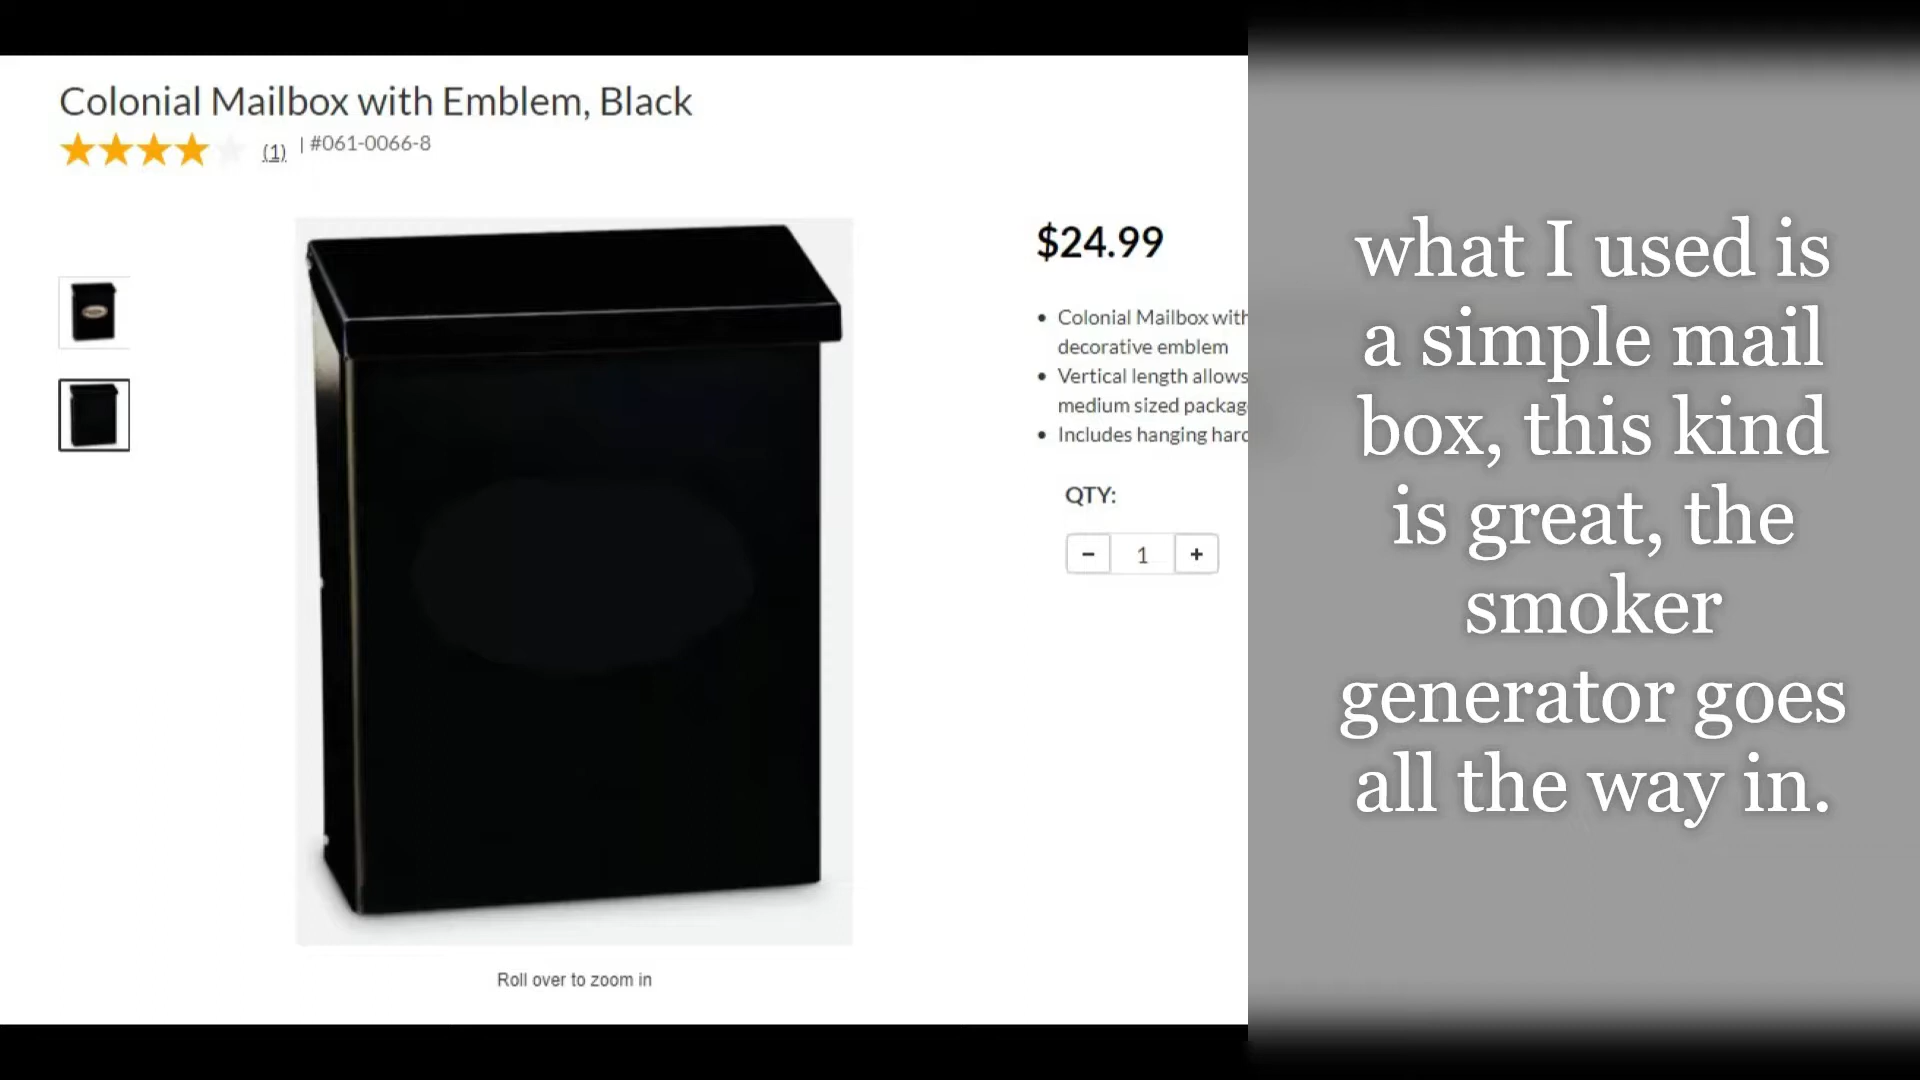 Colonial Mailbox with Emblem, Black
(1) | #061-0066-8
$24.99
• Colonial Mailbox with
decorative emblem
• Vertical length allows
medium sized
• Includes hanging
QTY:
- 1 +
Roll over to zoom in
what I used is
a simple mail
box, this kind
is great, the
smoker
generator goes
all the way in.